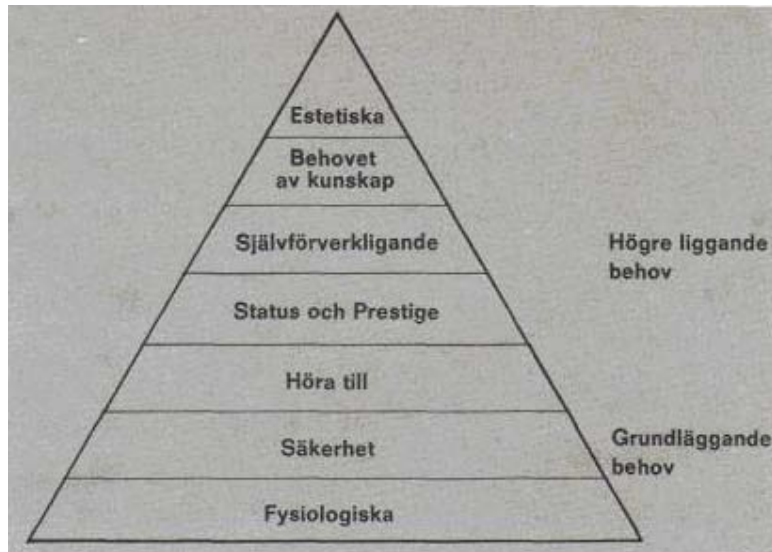 Estetiska
Behovet
av kunskap
Självförverkligande
Högre liggande
behov
Status och Prestige
Höra till
Grundläggande
behov
Säkerhet
Fysiologiska